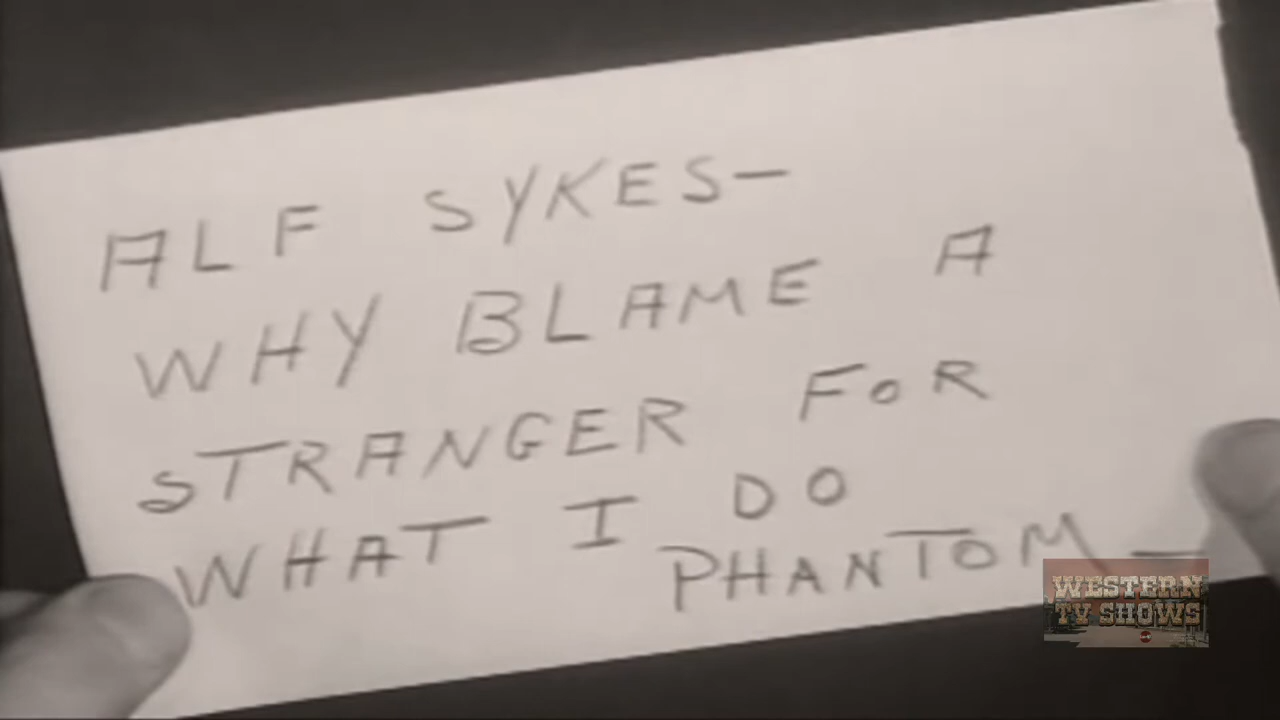 ALF SYKES—
WHY BLAME A
STRANGER FOR
WHAT I DO
PHANTOM—
WESTERN
TV SHOWS